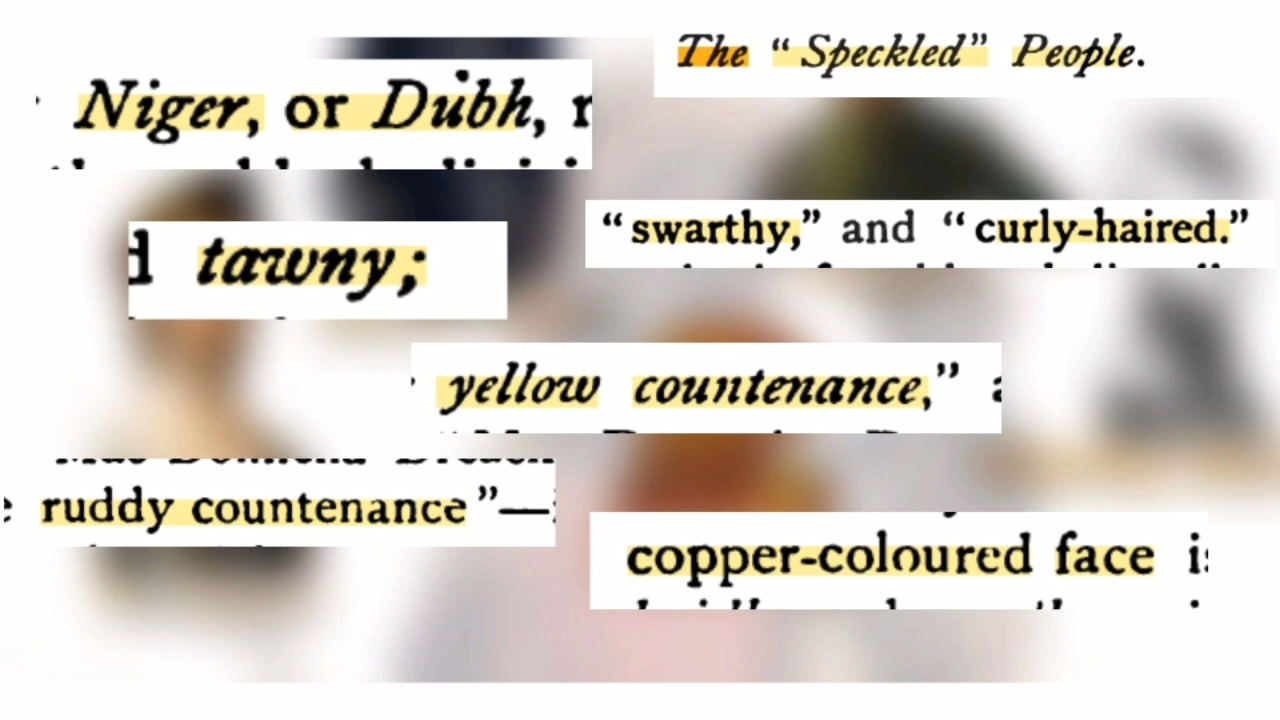 The “Speckled” People.
Niger, or Dubh,
“swarthy,” and “curly-haired.”
tawny;
yellow countenance,”
ruddy countenance”—
copper-coloured face